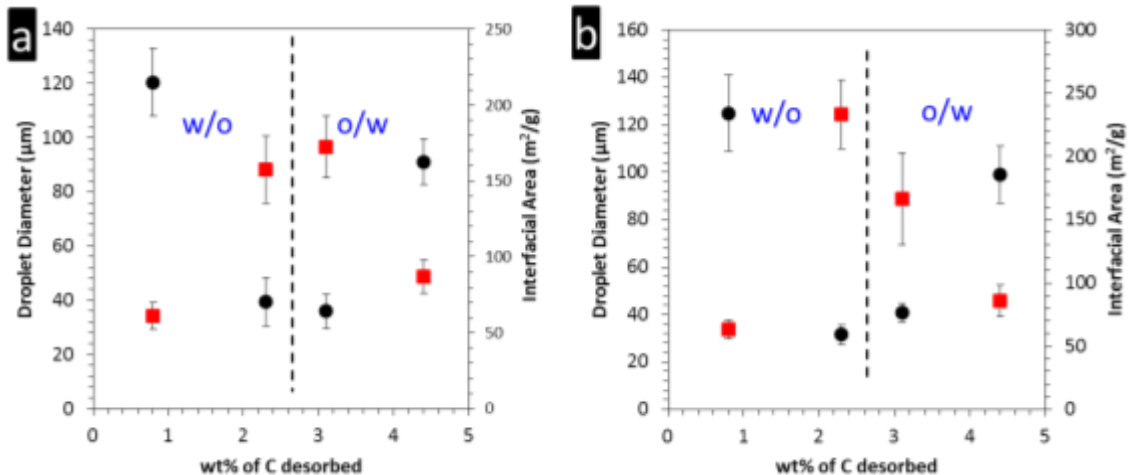 a
Droplet Diameter (µm)
140
120
100
80
60
40
20
0
w/o
o/w
250
200
150
100
50
0
Interfacial Area (m²/g)
0 1 2 3 4 5
wt% of C desorbed
b
Droplet Diameter (µm)
160
140
120
100
80
60
40
20
0
w/o
o/w
300
250
200
150
100
50
0
Interfacial Area (m²/g)
0 1 2 3 4 5
wt% of C desorbed